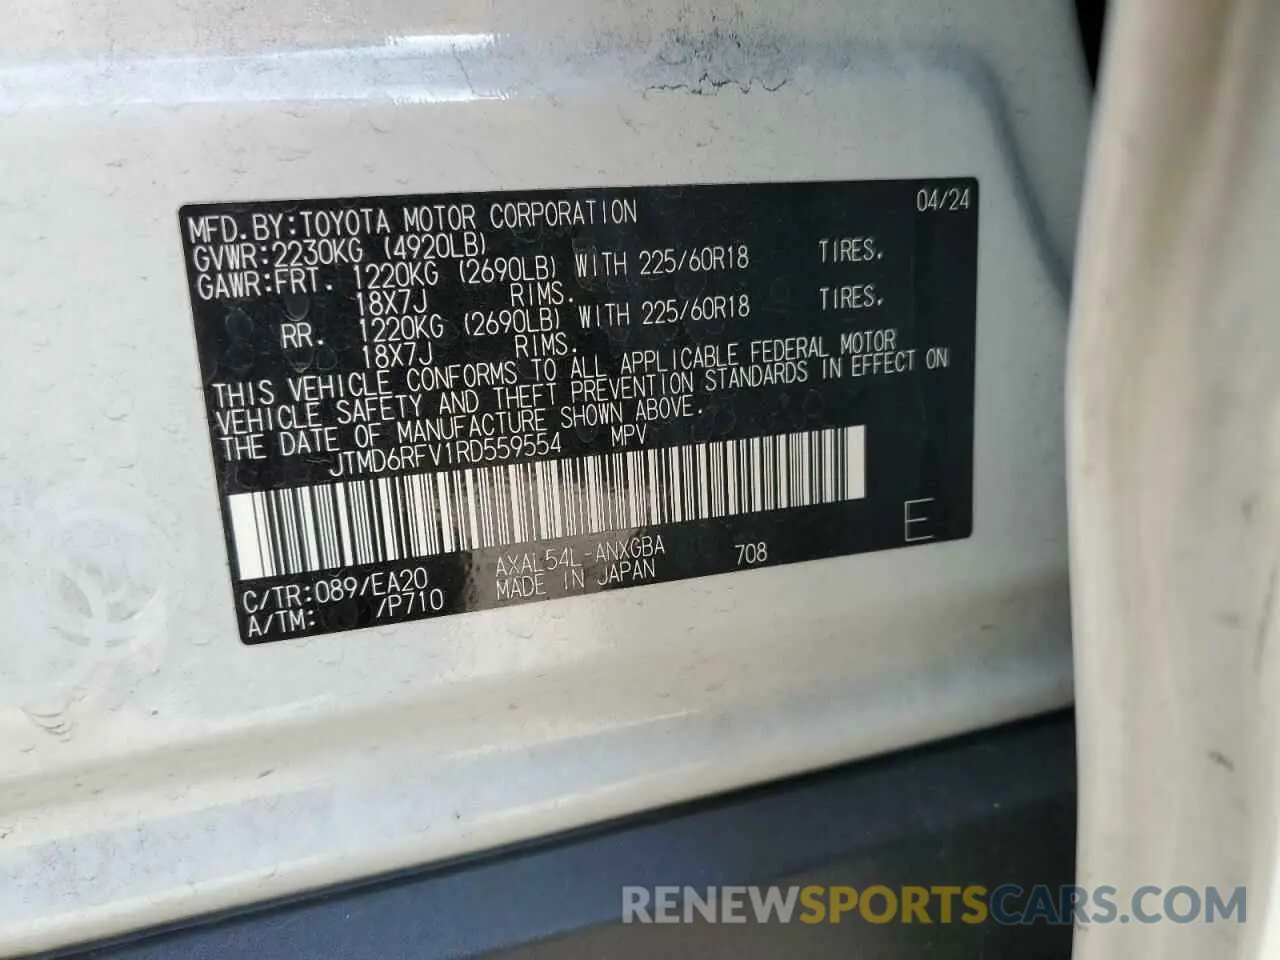 04/24
MFD.BY:TOYOTA MOTOR CORPORATION
GVWR:2230KG (4920LB)
GAWR:FRT. 1220KG (2690LB) WITH 225/60R18 TIRES.
18X7J RIMS.
RR. 1220KG (2690LB) WITH 225/60R18 TIRES.
18X7J RIMS.
THIS VEHICLE CONFORMS TO ALL APPLICABLE FEDERAL MOTOR
VEHICLE SAFETY AND THEFT PREVENTION STANDARDS IN EFFECT ON
THE DATE OF MANUFACTURE SHOWN ABOVE.
JTMD6RFV1RD559554 MPV
E
C/TR:089/EA20 AXAL54L-ANXGBA 708
A/TM: /P710 MADE IN JAPAN
RENEWSPORTSCARS.COM